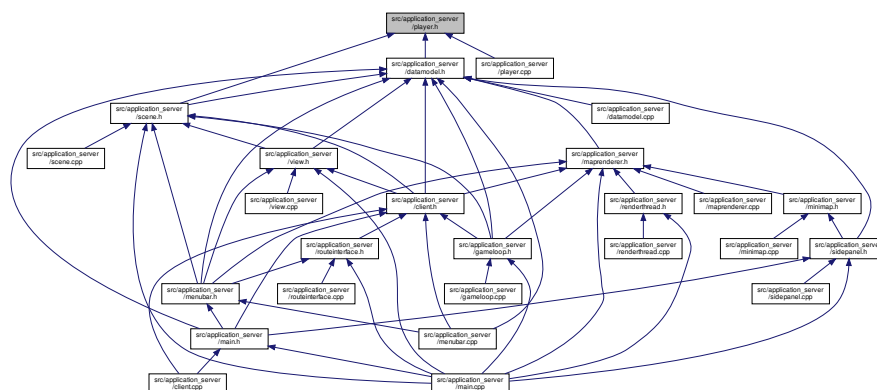 src/application_server
/player.h
src/application_server
/datamodel.h
src/application_server
/player.cpp
src/application_server
/scene.h
src/application_server
/datamodel.cpp
src/application_server
/scene.cpp
src/application_server
/view.h
src/application_server
/maprenderer.h
src/application_server
/view.cpp
src/application_server
/client.h
src/application_server
/renderthread.h
src/application_server
/maprenderer.cpp
src/application_server
/minimap.h
src/application_server
/routeinterface.h
src/application_server
/gameloop.h
src/application_server
/renderthread.cpp
src/application_server
/minimap.cpp
src/application_server
/sidepanel.h
src/application_server
/menubar.h
src/application_server
/routeinterface.cpp
src/application_server
/gameloop.cpp
src/application_server
/sidepanel.cpp
src/application_server
/main.h
src/application_server
/menubar.cpp
src/application_server
/client.cpp
src/application_server
/main.cpp